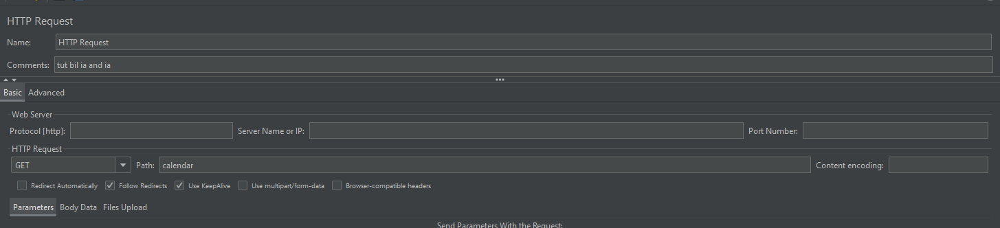 HTTP Request
Name: HTTP Request
Comments: tut bil ia and ia
Basic Advanced
Web Server
Protocol [http]: Server Name or IP: Port Number:
HTTP Request
GET Path: calendar Content encoding:
Redirect Automatically Follow Redirects Use KeepAlive Use multipart/form-data Browser-compatible headers
Parameters Body Data Files Upload
Send Parameters With the Request: